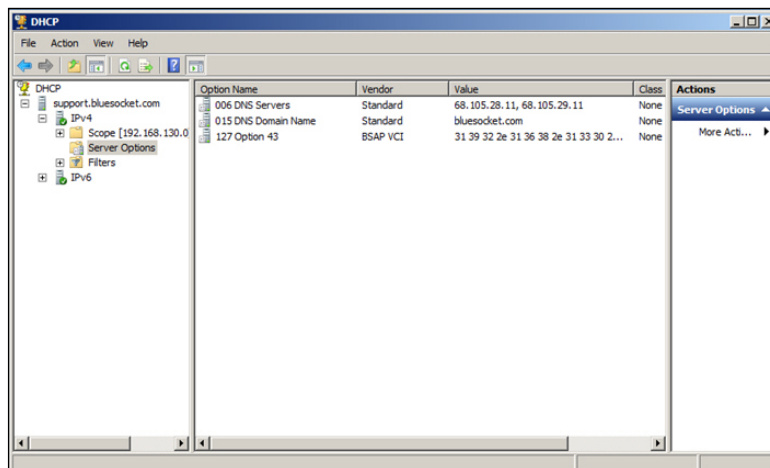 DHCP
File Action View Help
DHCP
support.bluesocket.com
IPv4
Scope [192.168.130.0
Server Options
Filters
IPv6
Option Name Vendor Value Class
006 DNS Servers Standard 68.105.28.11, 68.105.29.11 None
015 DNS Domain Name Standard bluesocket.com None
127 Option 43 BSAP VCI 31 39 32 2e 31 36 38 2e 31 33 30 2... None
Actions
Server Options
More Acti...